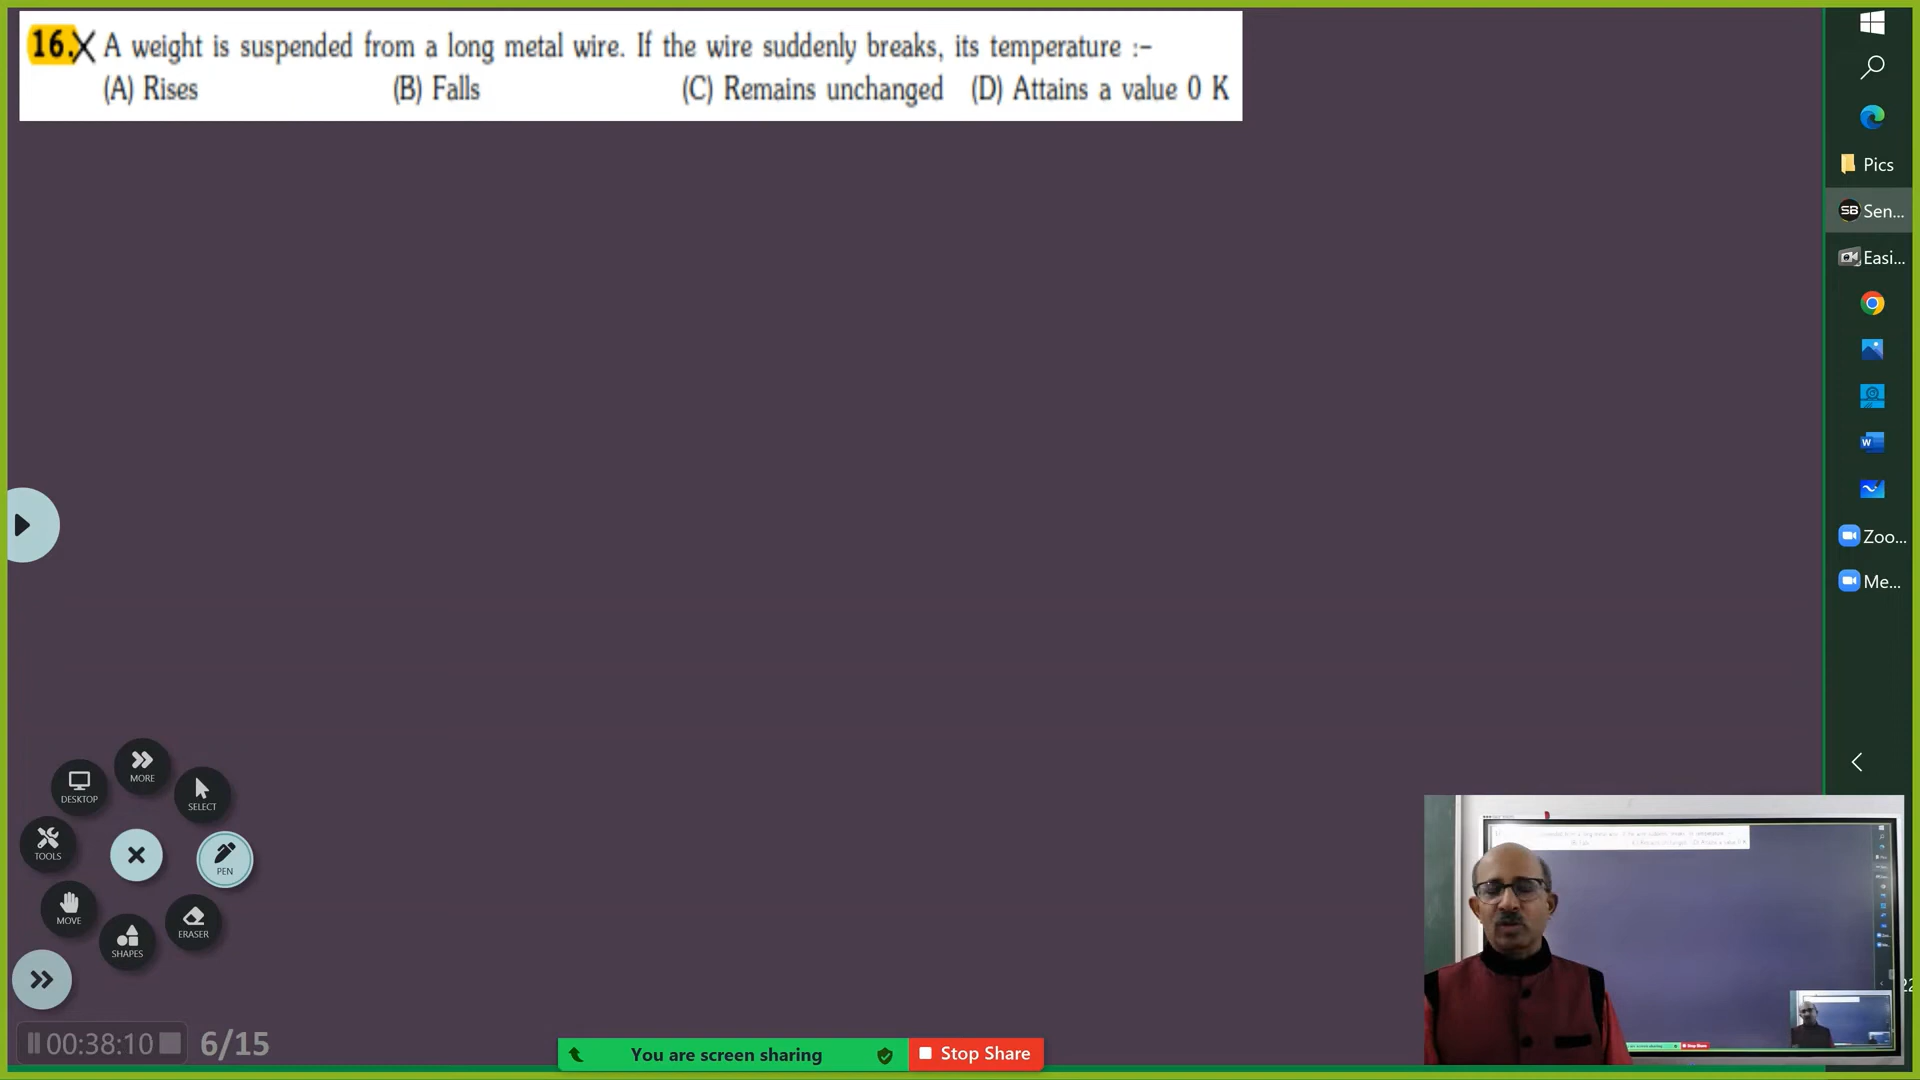 16. A weight is suspended from a long metal wire. If the wire suddenly breaks, its temperature :-
(A) Rises (B) Falls (C) Remains unchanged (D) Attains a value 0 K
Pics
SB Sen...
Easi...
W
Zoo...
Me...
MORE
DESKTOP
SELECT
TOOLS
PEN
MOVE
ERASER
SHAPES
00:38:10 6/15
You are screen sharing Stop Share